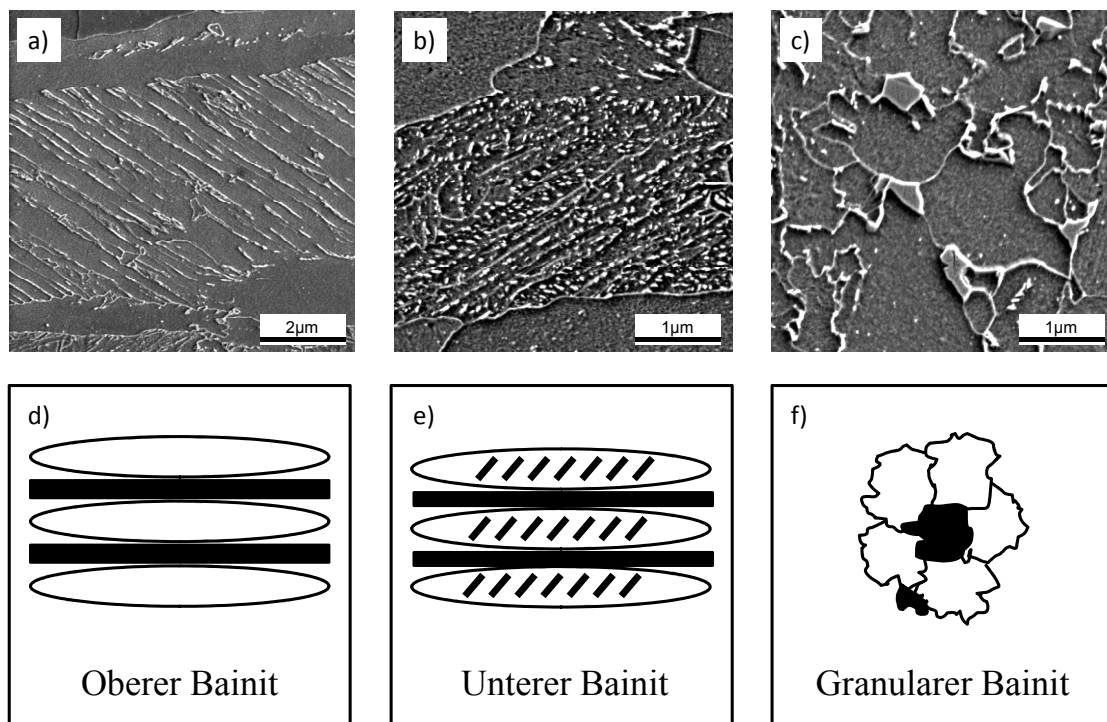 a)
b)
c)
2µm
1µm
1µm
d)
e)
f)
Oberer Bainit
Unterer Bainit
Granularer Bainit